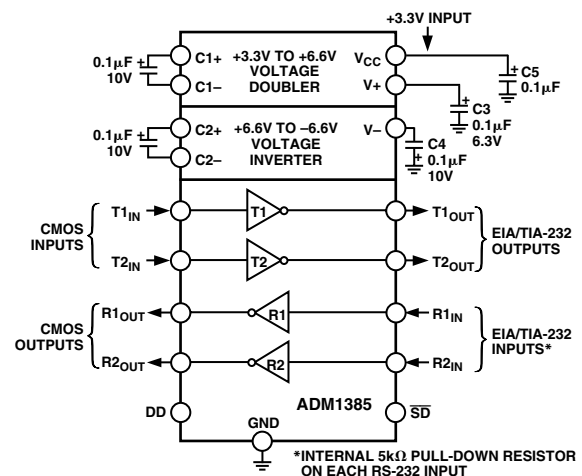 +3.3V INPUT
0.1µF
10V
+
C1+
C1–
+3.3V TO +6.6V
VOLTAGE
DOUBLER
VCC
V+
+
C5
0.1µF
+
C3
0.1µF
6.3V
0.1µF
10V
+
C2+
C2–
+6.6V TO –6.6V
VOLTAGE
INVERTER
V–
+
C4
0.1µF
10V
CMOS
INPUTS
T1IN
T1
T1OUT
T2IN
T2
T2OUT
EIA/TIA-232
OUTPUTS
CMOS
OUTPUTS
R1OUT
R1
R1IN
R2OUT
R2
R2IN
EIA/TIA-232
INPUTS*
DD
GND
ADM1385
SD
*INTERNAL 5kΩ PULL-DOWN RESISTOR
ON EACH RS-232 INPUT